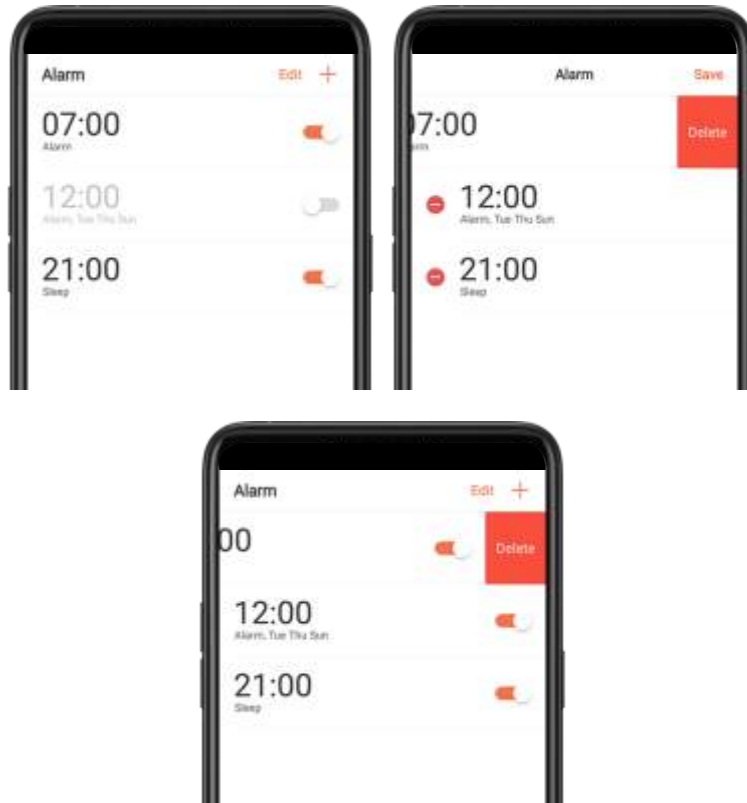 Alarm Edit +
07:00
Alarm
12:00
Alarm, Tue Thu Sun
21:00
Sleep
Alarm Save
07:00 Delete
12:00
Alarm, Tue Thu Sun
21:00
Sleep
Alarm Edit +
00 Delete
12:00
Alarm, Tue Thu Sun
21:00
Sleep